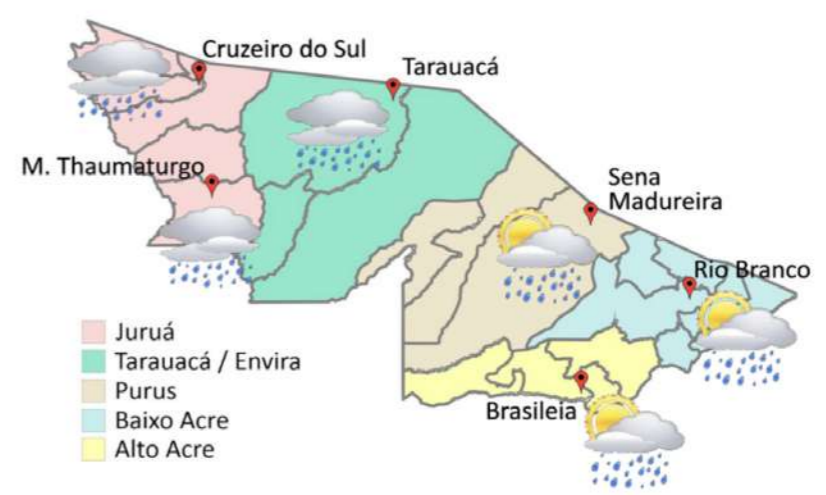 Cruzeiro do Sul
Tarauacá
M. Thaumaturgo
Sena
Madureira
Rio Branco
Brasileia
Juruá
Tarauacá / Envira
Purus
Baixo Acre
Alto Acre